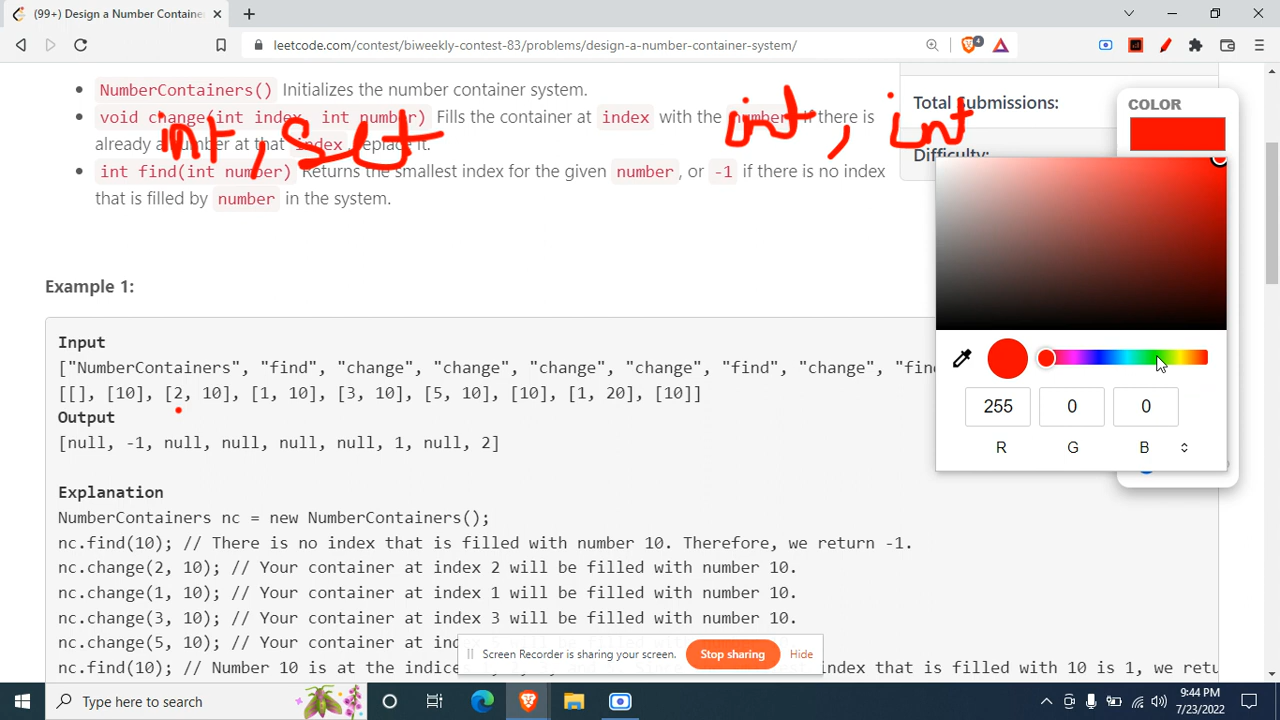 (99+) Design a Number Containe
leetcode.com/contest/biweekly-contest-83/problems/design-a-number-container-system/
4
NumberContainers() Initializes the number container system.
void change(int index, int number) Fills the container at index with the number. If there is
already a number at that index, replace it.
int find(int number) Returns the smallest index for the given number, or -1 if there is no index
that is filled by number in the system.
int, set
int, int
Total Submissions:
Difficulty:
COLOR
255 0 0
R G B
Example 1:
Input
["NumberContainers", "find", "change", "change", "change", "change", "find", "change", "fin
[[], [10], [2, 10], [1, 10], [3, 10], [5, 10], [10], [1, 20], [10]]
Output
[null, -1, null, null, null, null, 1, null, 2]
Explanation
NumberContainers nc = new NumberContainers();
nc.find(10); // There is no index that is filled with number 10. Therefore, we return -1.
nc.change(2, 10); // Your container at index 2 will be filled with number 10.
nc.change(1, 10); // Your container at index 1 will be filled with number 10.
nc.change(3, 10); // Your container at index 3 will be filled with number 10.
nc.change(5, 10); // Your container at index
nc.find(10); // Number 10 is at the indices index that is filled with 10 is 1, we retu
Screen Recorder is sharing your screen. Stop sharing Hide
Type here to search
9:44 PM
7/23/2022